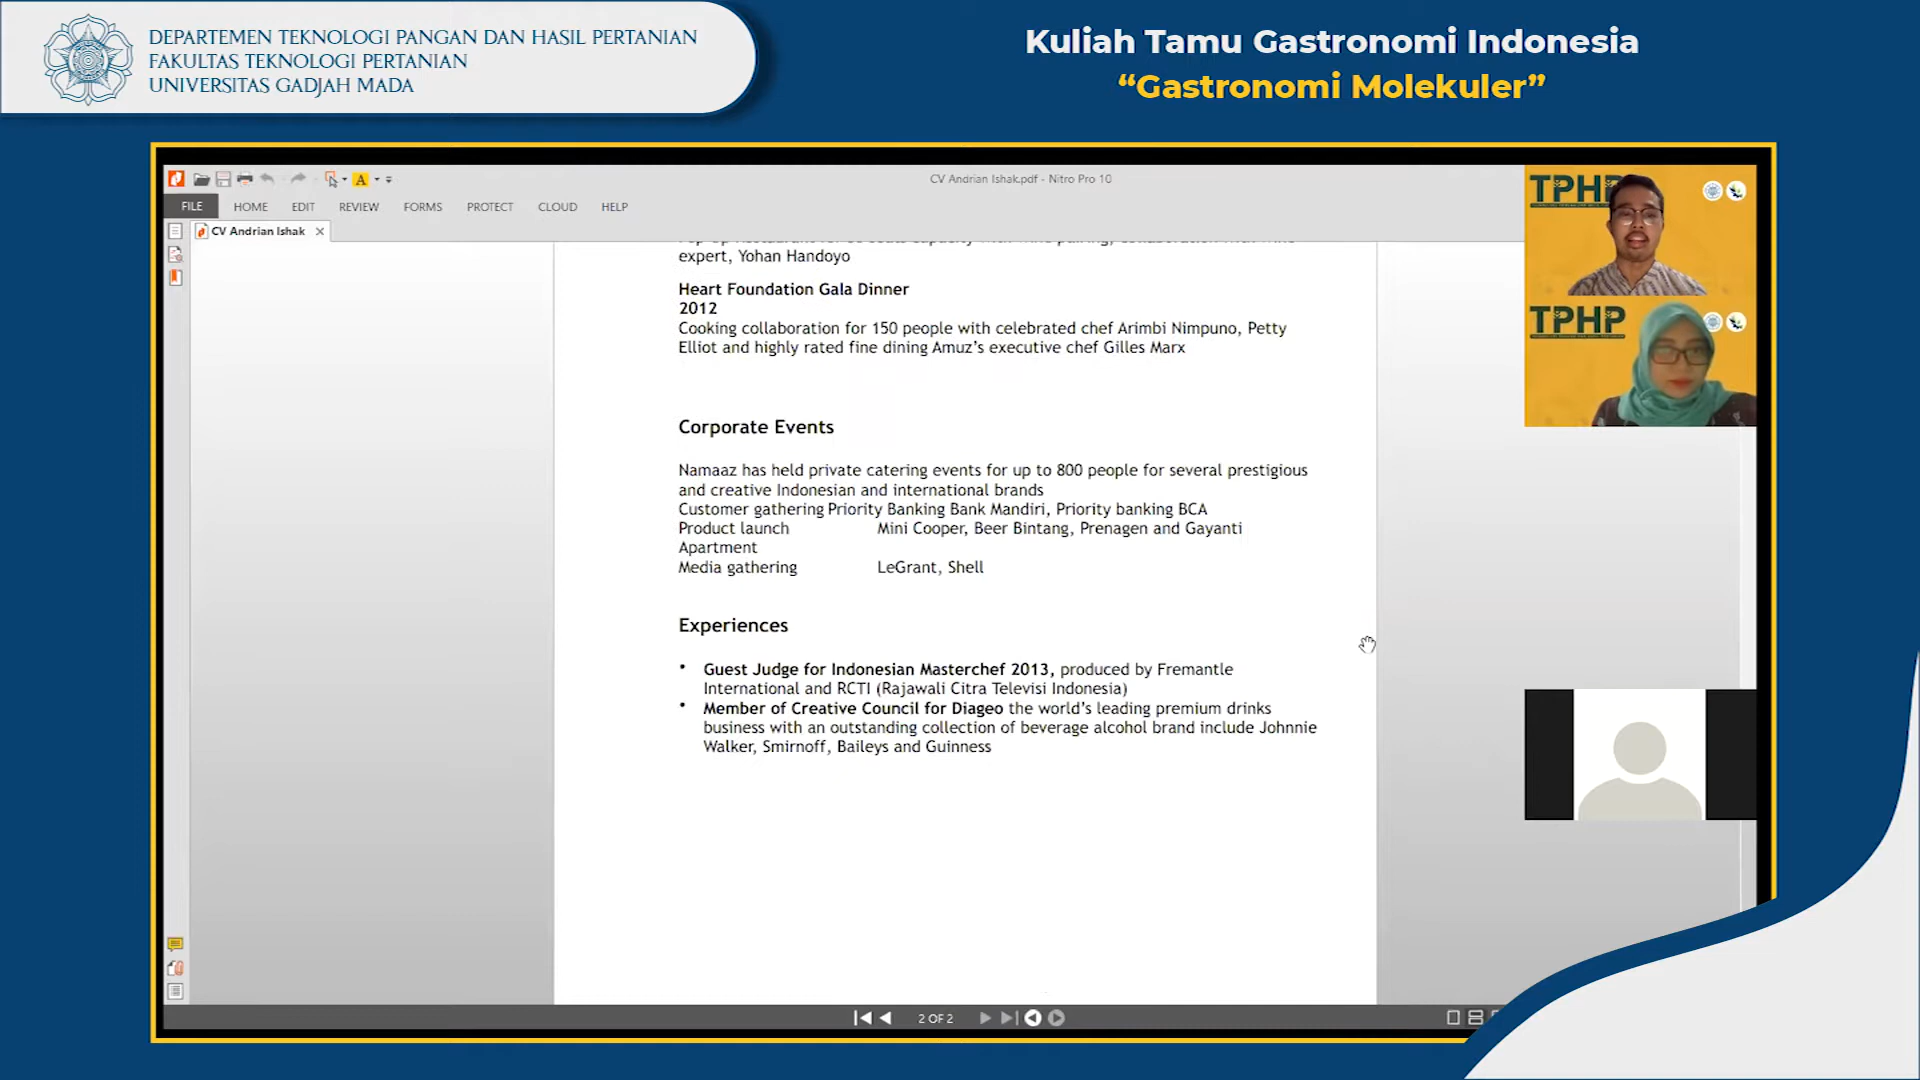 DEPARTEMEN TEKNOLOGI PANGAN DAN HASIL PERTANIAN
FAKULTAS TEKNOLOGI PERTANIAN
UNIVERSITAS GADJAH MADA
Kuliah Tamu Gastronomi Indonesia
“Gastronomi Molekuler”
CV Andrian Ishak.pdf - Nitro Pro 10
FILE HOME EDIT REVIEW FORMS PROTECT CLOUD HELP
CV Andrian Ishak
expert, Yohan Handoyo
Heart Foundation Gala Dinner
2012
Cooking collaboration for 150 people with celebrated chef Arimbi Nimpuno, Petty
Elliot and highly rated fine dining Amuz’s executive chef Gilles Marx
Corporate Events
Namaaz has held private catering events for up to 800 people for several prestigious
and creative Indonesian and international brands
Customer gathering Priority Banking Bank Mandiri, Priority banking BCA
Product launch Mini Cooper, Beer Bintang, Prenagen and Gayanti
Apartment
Media gathering LeGrant, Shell
Experiences
• Guest Judge for Indonesian Masterchef 2013, produced by Fremantle
International and RCTI (Rajawali Citra Televisi Indonesia)
• Member of Creative Council for Diageo the world’s leading premium drinks
business with an outstanding collection of beverage alcohol brand include Johnnie
Walker, Smirnoff, Baileys and Guinness
2 OF 2
TPHP
TPHP